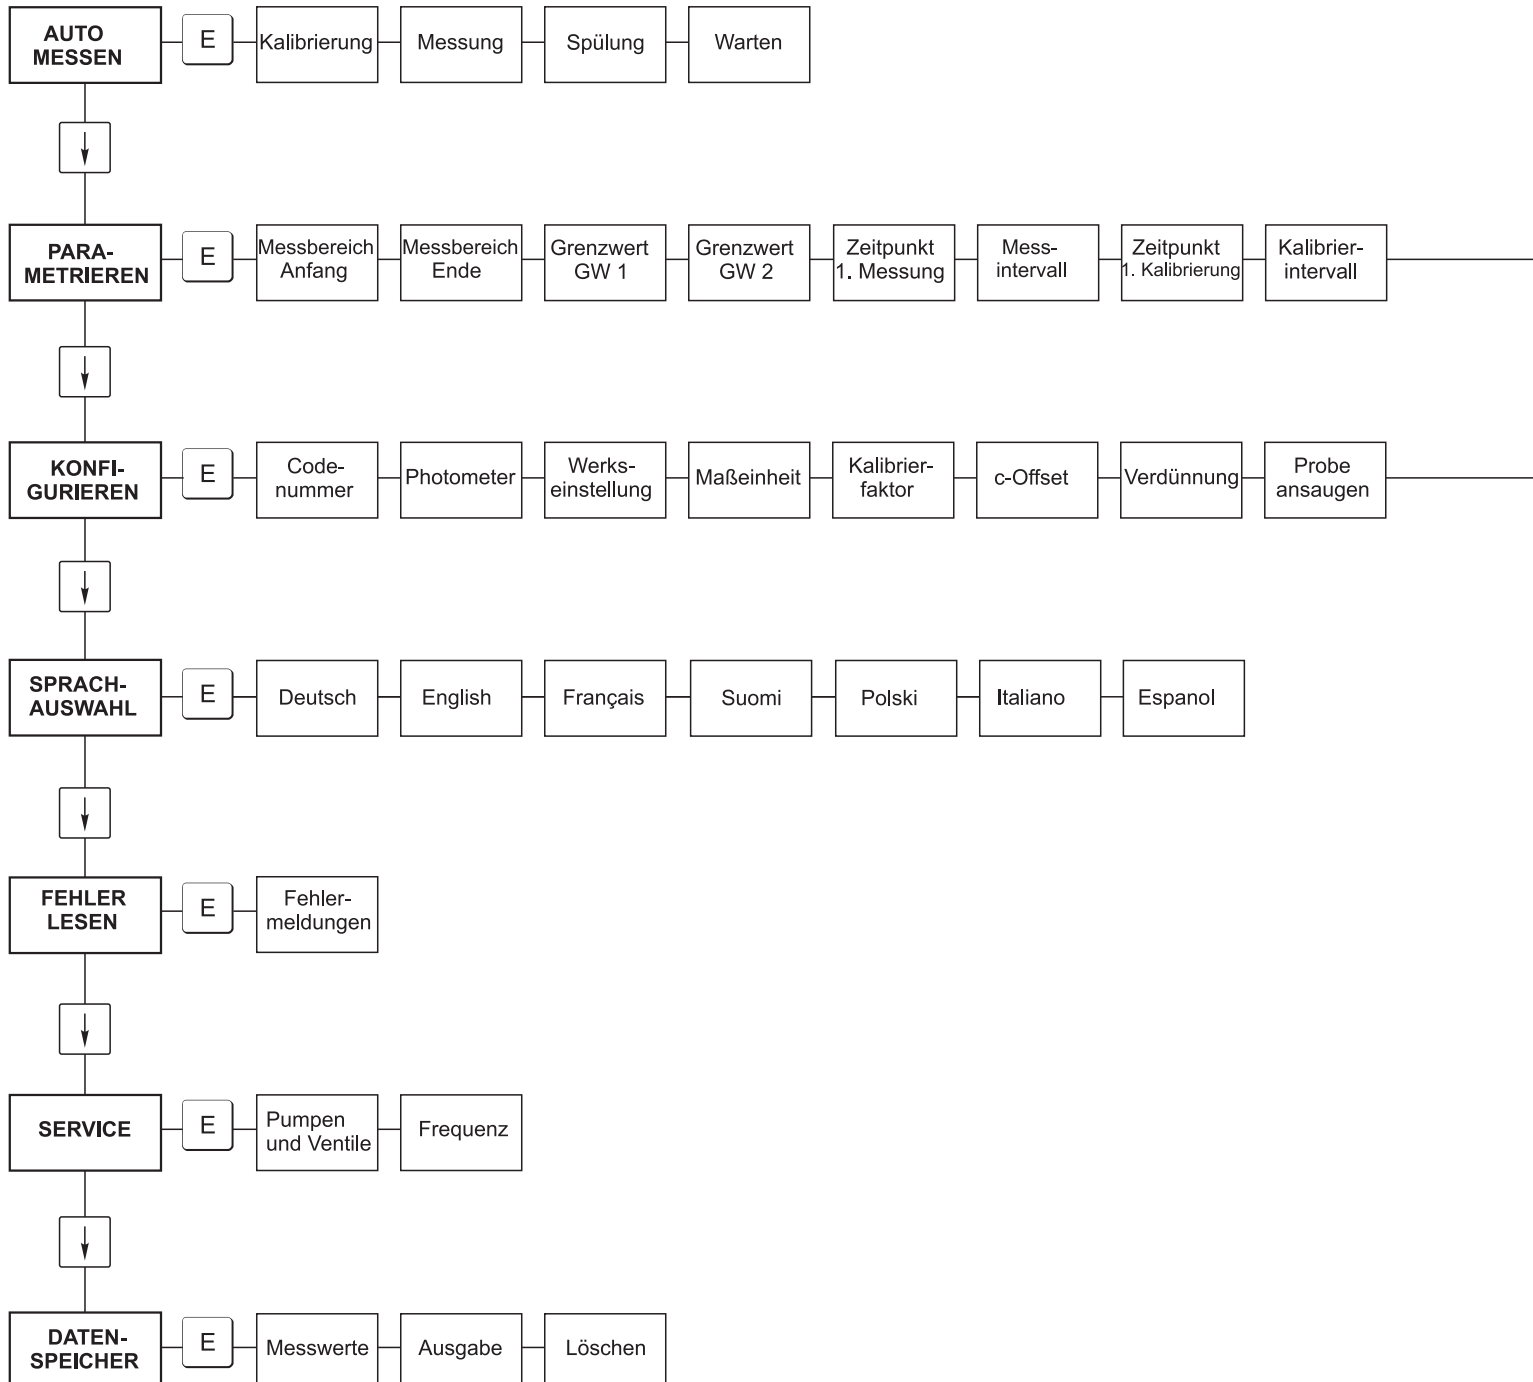 AUTO
MESSEN
E
Kalibrierung
Messung
Spülung
Warten
PARA-
METRIEREN
E
Messbereich
Anfang
Messbereich
Ende
Grenzwert
GW 1
Grenzwert
GW 2
Zeitpunkt
1. Messung
Mess-
intervall
Zeitpunkt
1. Kalibrierung
Kalibrier-
intervall
KONFI-
GURIEREN
E
Code-
nummer
Photometer
Werks-
einstellung
Maßeinheit
Kalibrier-
faktor
c-Offset
Verdünnung
Probe
ansaugen
SPRACH-
AUSWAHL
E
Deutsch
English
Français
Suomi
Polski
Italiano
Espanol
FEHLER
LESEN
E
Fehler-
meldungen
SERVICE
E
Pumpen
und Ventile
Frequenz
DATEN-
SPEICHER
E
Messwerte
Ausgabe
Löschen